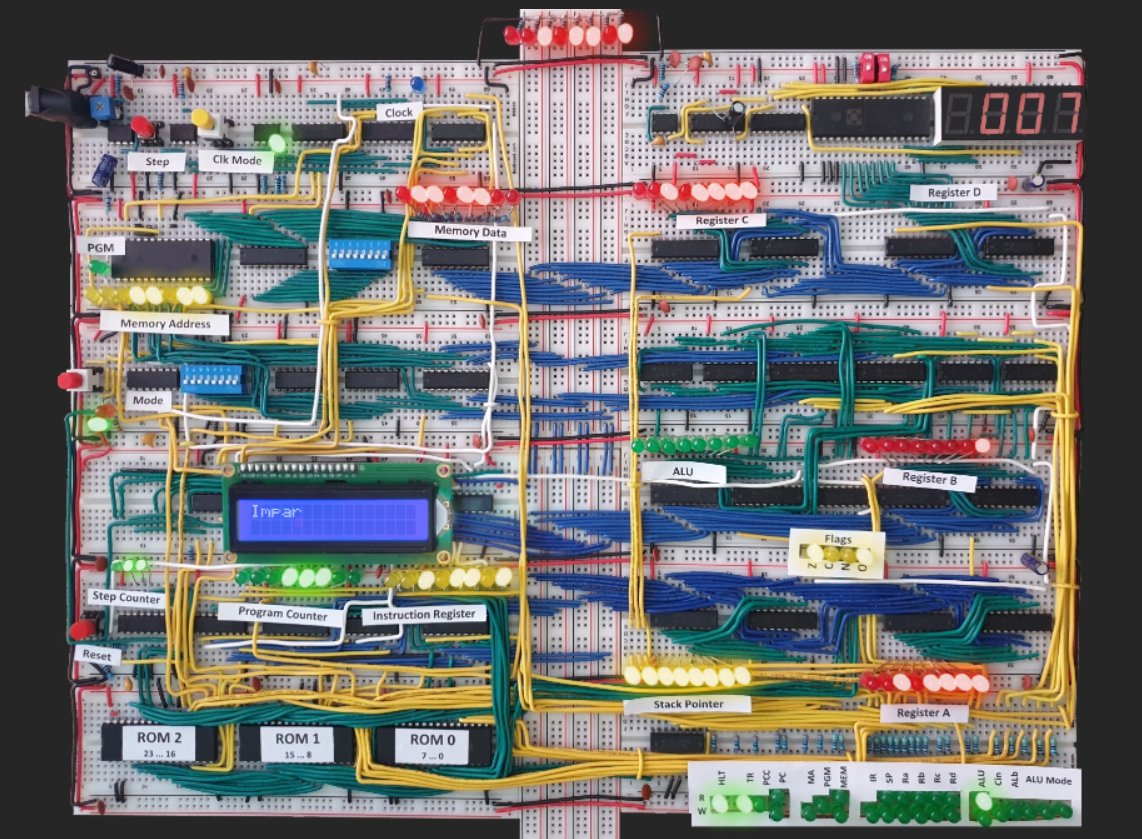 007
Clock
Step
Clk Mode
Register D
Register C
Memory Data
PGM
Memory Address
Mode
ALU
Register B
Impar
Flags
Z C N O
Step Counter
Program Counter
Instruction Register
Reset
Stack Pointer
Register A
ROM 2
23 ... 16
ROM 1
15 ... 8
ROM 0
7 ... 0
HLT TR PCC PC MA PGM MEM IR SP Ra Rb Rc Rd ALU Cin ALb ALU Mode
R
W